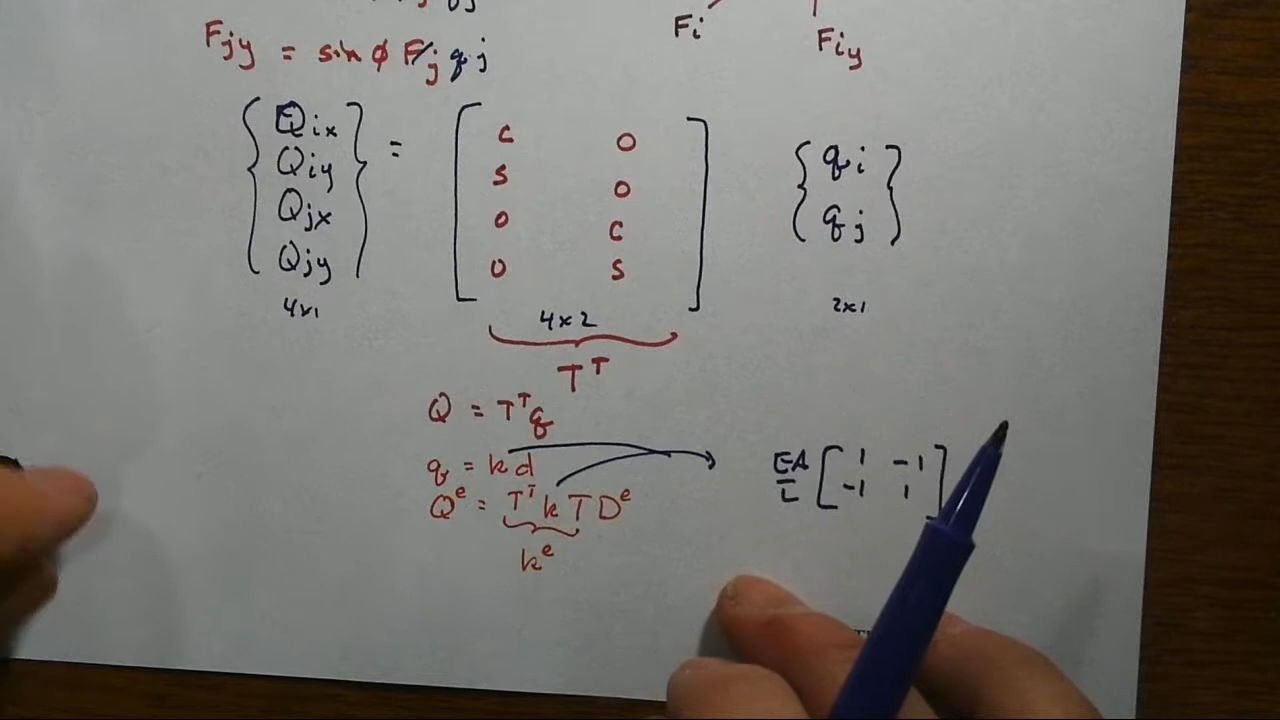 Fi
Fiy
Fjy = sin φ Fj qj
Qix = c 0 qi
Qiy s 0 qj
Qjx 0 c
Qjy 0 s
4x1 4x2 2x1
T^T
Q = T^T q
q = kd
EA/L [ 1 -1
-1 1 ]
Q^e = T^T k T D^e
k^e